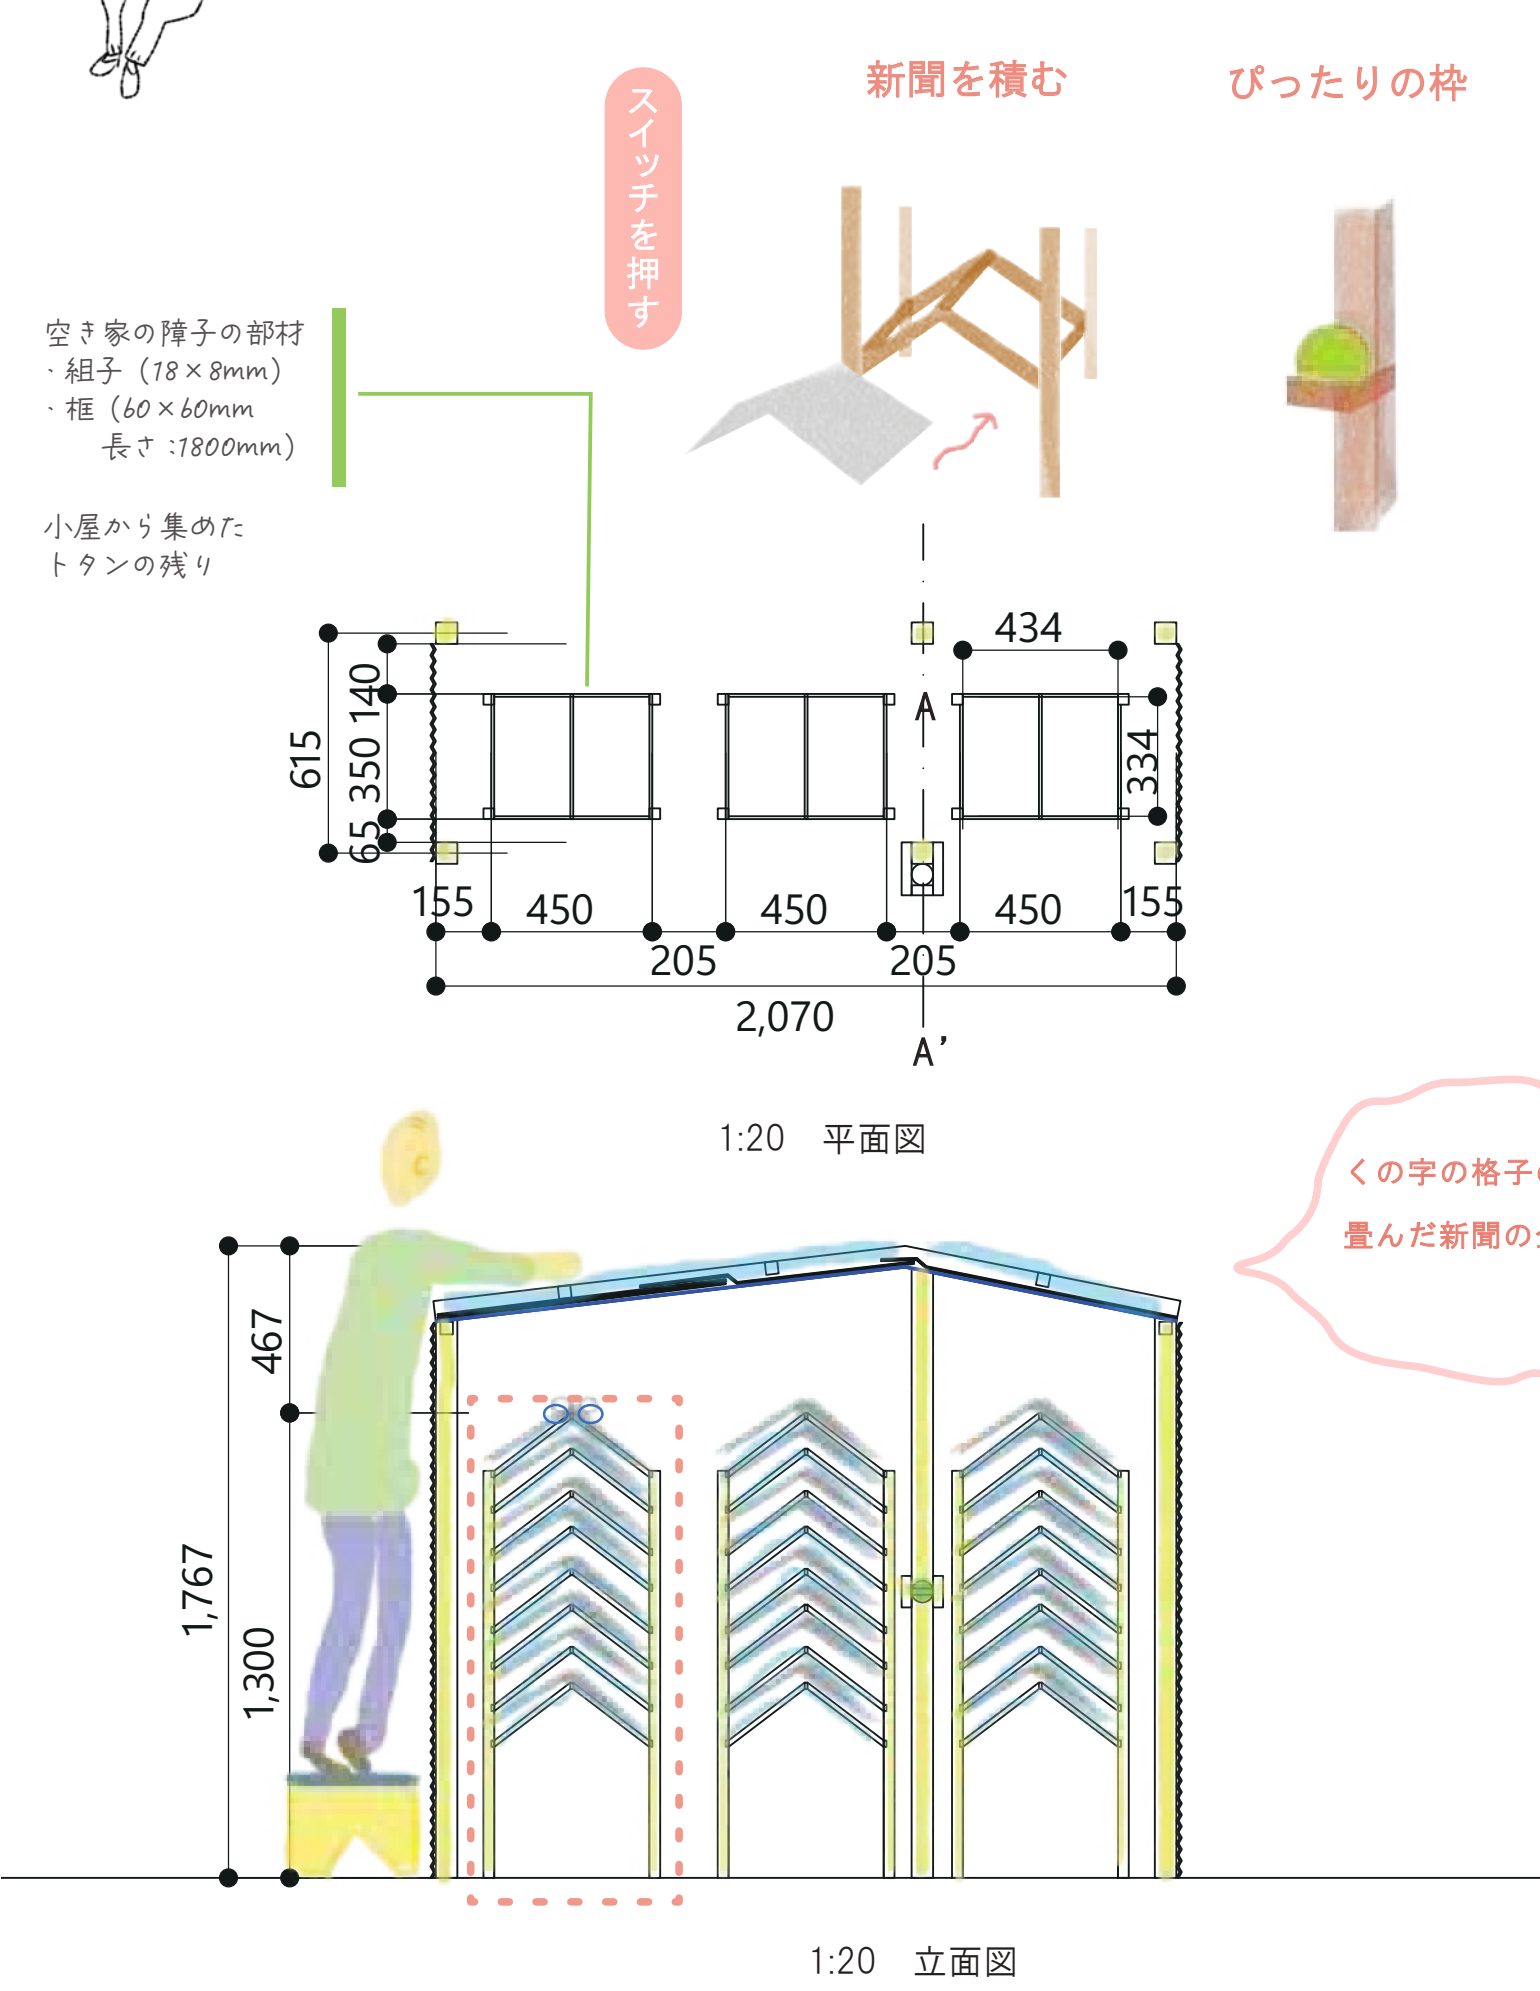 新聞を積む
ぴったりの枠
スイッチを押す
空き家の障子の部材
・組子（18×8mm）
・框（60×60mm
長さ:1800mm）
小屋から集めた
トタンの残り
434
140
615
350
65
A
334
155
450
450
450
155
205
205
2,070
A'
1:20　平面図
くの字の格子
畳んだ新聞の
467
1,767
1,300
1:20　立面図